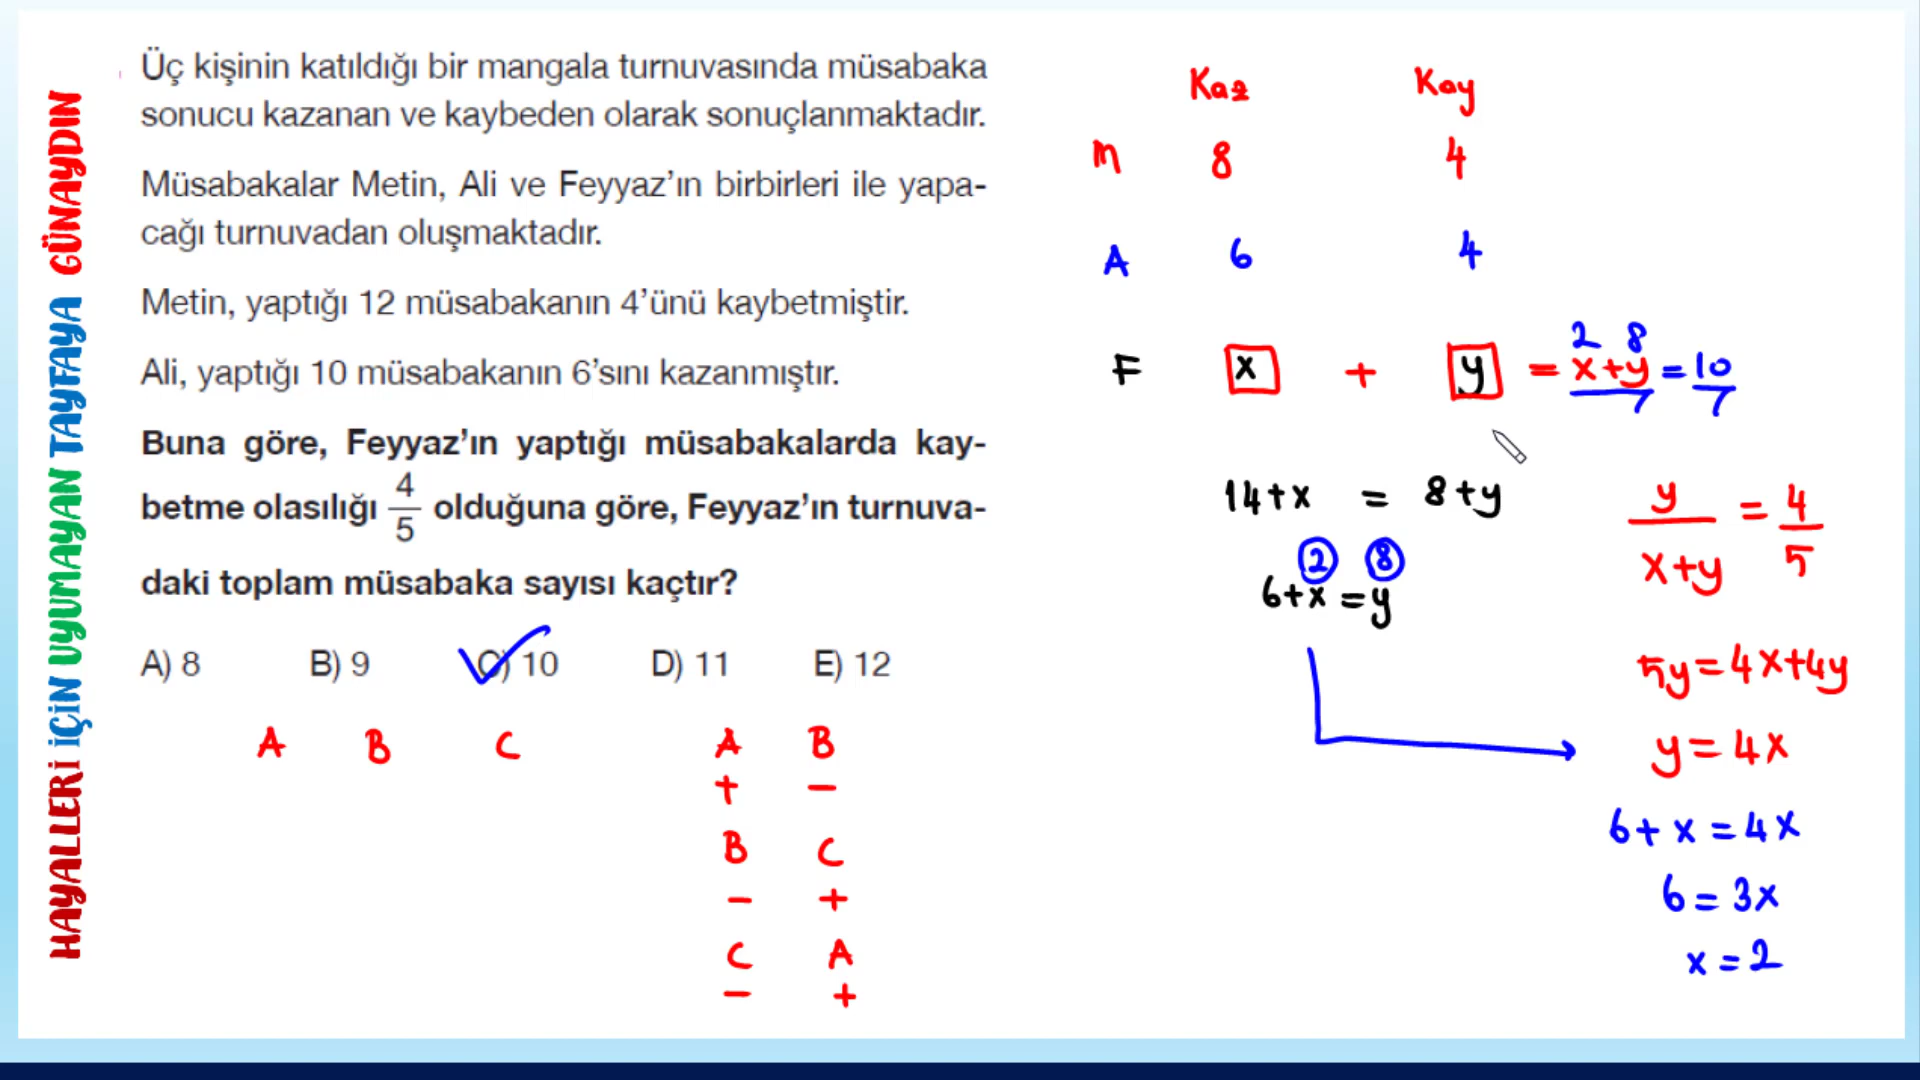 HAYALLERİ İÇİN UYUMAYAN TAYFAYA GÜNAYDIN
Üç kişinin katıldığı bir mangala turnuvasında müsabaka
sonucu kazanan ve kaybeden olarak sonuçlanmaktadır.
Müsabakalar Metin, Ali ve Feyyaz'ın birbirleri ile yapa-
cağı turnuvadan oluşmaktadır.
Metin, yaptığı 12 müsabakanın 4'ünü kaybetmiştir.
Ali, yaptığı 10 müsabakanın 6'sını kazanmıştır.
Buna göre, Feyyaz'ın yaptığı müsabakalarda kay-
betme olasılığı 4/5 olduğuna göre, Feyyaz'ın turnuva-
daki toplam müsabaka sayısı kaçtır?
A) 8 B) 9 C) 10 D) 11 E) 12
A B C
A B
+ −
B C
− +
C A
− +
Kaz Kay
M 8 4
A 6 4
2 8
F x + y = x+y = 10
14+x = 8+y
2 8
6+x = y
y/x+y = 4/5
5y = 4x+4y
y = 4x
6+x = 4x
6 = 3x
x = 2